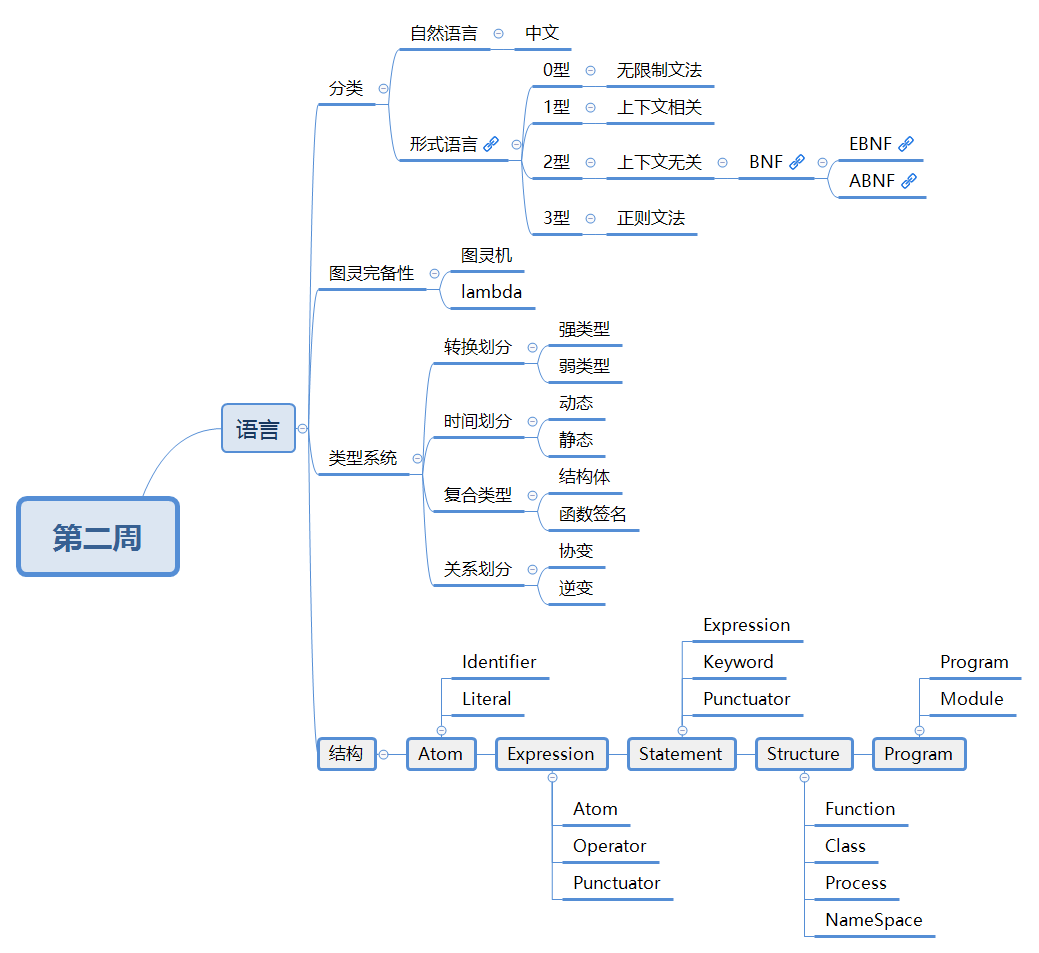 第二周
语言
分类
自然语言
中文
形式语言
0型
无限制文法
1型
上下文相关
2型
上下文无关
BNF
EBNF
ABNF
3型
正则文法
图灵完备性
图灵机
lambda
类型系统
转换划分
强类型
弱类型
时间划分
动态
静态
复合类型
结构体
函数签名
关系划分
协变
逆变
结构
Atom
Identifier
Literal
Expression
Atom
Operator
Punctuator
Statement
Expression
Keyword
Punctuator
Structure
Function
Class
Process
NameSpace
Program
Program
Module